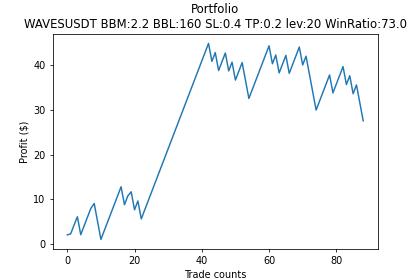 Portfolio
WAVESUSDT BBM:2.2 BBL:160 SL:0.4 TP:0.2 lev:20 WinRatio:73.0
40
30
20
10
0
Profit ($)
0 20 40 60 80
Trade counts